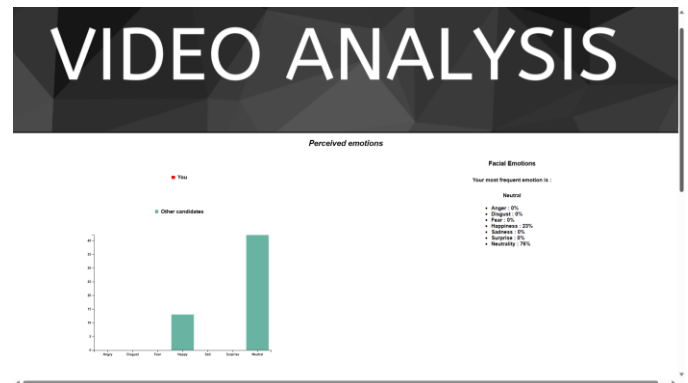 VIDEO ANALYSIS
Perceived emotions
You
Other candidates
Facial Emotions
Your most frequent emotion is :
Neutral
Anger : 0%
Disgust : 0%
Fear : 0%
Happiness : 23%
Sadness : 0%
Surprise : 0%
Neutrality : 76%
Angry Disgust Fear Happy Sad Surprise Neutral